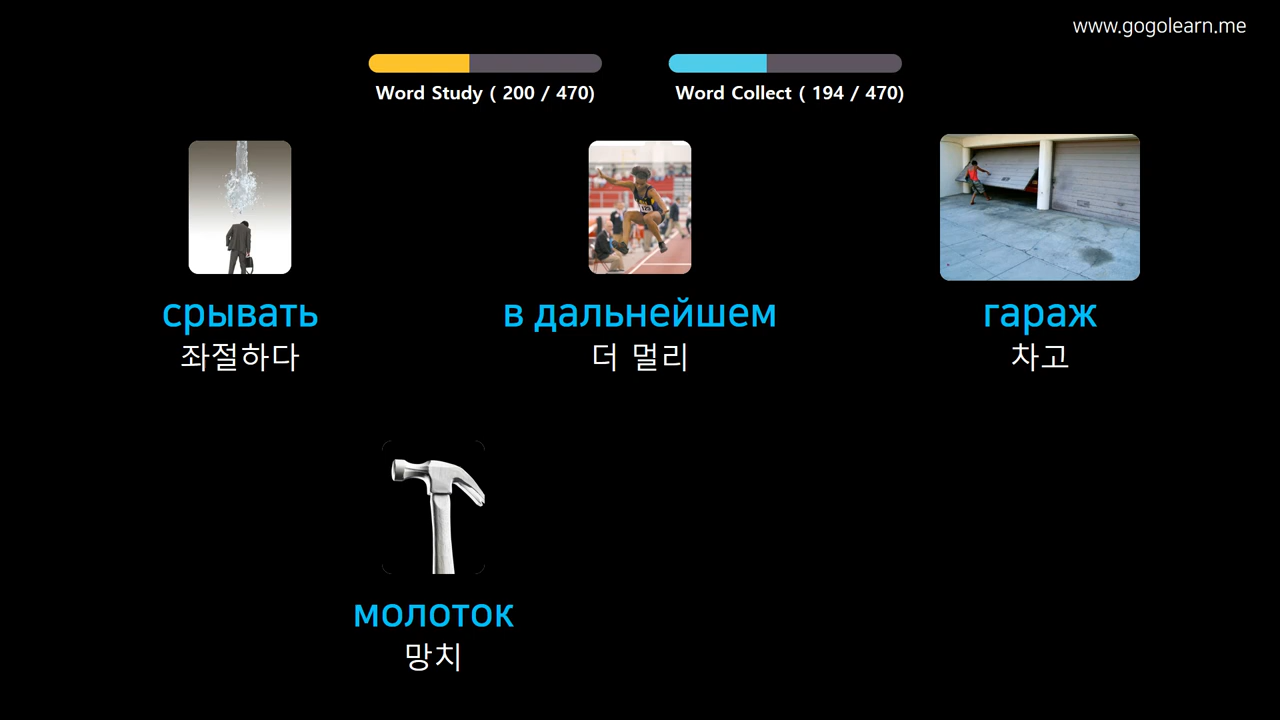 www.gogolearn.me
Word Study ( 200 / 470)
Word Collect ( 194 / 470)
срывать
좌절하다
в дальнейшем
더 멀리
гараж
차고
молоток
망치